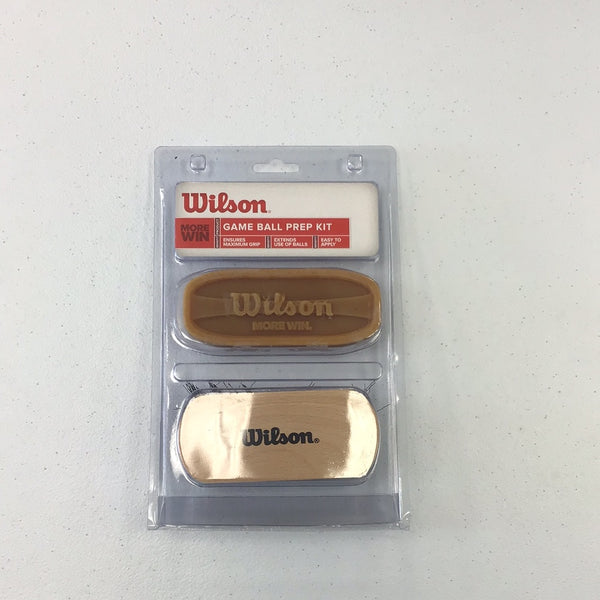 Wilson®
MORE WIN
GAME BALL PREP KIT
ENSURES MAXIMUM GRIP
EXTENDS USE OF BALLS
EASY TO APPLY
Wilson
MORE WIN.
Wilson®